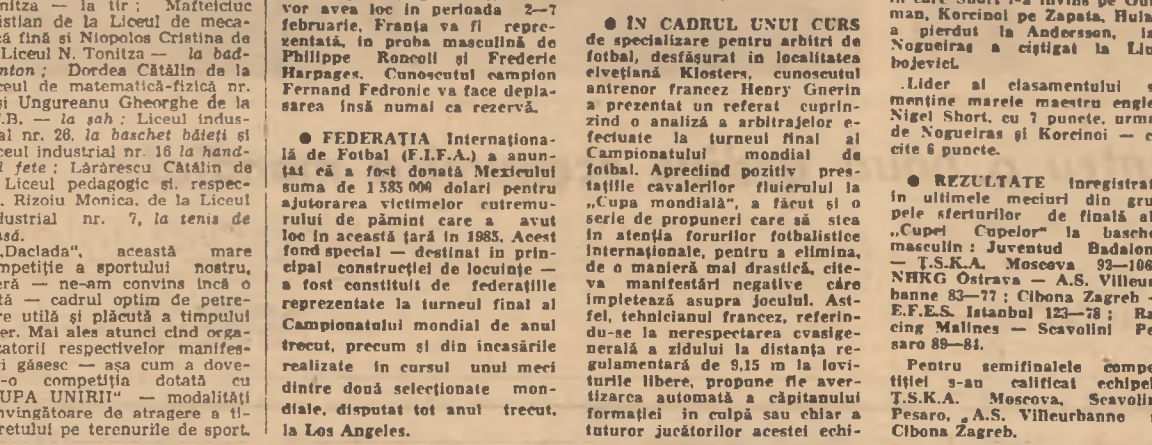 nitza — la tir; Mafteiciuc
istian de la Liceul de meca-
că fină și Niopolos Cristina de
Liceul N. Tonitza — la bad-
nton; Dordea Cătălin de la
ceul de matematică-fizică nr.
și Ungureanu Gheorghe de la
F.B. — la șah; Liceul indus-
al nr. 26, la baschet băieți și
ceul industrial nr. 16 la hand-
l fete; Lărărescu Cătălin de
Liceul pedagogic și, respec-
. Rizoiu Monica, de la Liceul
dustrial nr. 7, la tenis de
asă.
„Daciada“, această mare
mpetiție a sportului nostru,
eră — ne-am convins încă o
tă — cadrul optim de petre-
re utilă și plăcută a timpului
er. Mai ales atunci cînd orga-
zatorii respectivelor manifes-
ri găsesc — așa cum a dove-
-o competiția dotată cu
UPA UNIRII“ — modalități
nvingătoare de atragere a ti-
retului pe terenurile de sport.
vor avea loc în perioada 2—7
februarie, Franța va fi repre-
zentată, în proba masculină de
Philippe Roncoli și Frederic
Harpages. Cunoscutul campion
Fernand Fedronic va face depla-
sarea însă numai ca rezervă.
● FEDERAȚIA Internaționa-
lă de Fotbal (F.I.F.A.) a anun-
țat că a fost donată Mexicului
suma de 1 585 000 dolari pentru
ajutorarea victimelor cutremu-
rului de pămînt care a avut
loc în această țară în 1985. Acest
fond special — destinat în prin-
cipal construcției de locuințe —
a fost constituit de federațiile
reprezentate la turneul final al
Campionatului mondial de anul
trecut, precum și din încasările
realizate în cursul unui meci
dintre două selecționate mon-
diale, disputat tot anul trecut,
la Los Angeles.
● ÎN CADRUL UNUI CURS
de specializare pentru arbitri de
fotbal, desfășurat în localitatea
elvețiană Klosters, cunoscutul
antrenor francez Henry Guerin
a prezentat un referat cuprin-
zînd o analiză a arbitrajelor e-
fectuate la turneul final al
Campionatului mondial de
fotbal. Apreciind pozitiv pres-
tațiile cavalerilor fluierului la
„Cupa mondială“, a făcut și o
serie de propuneri care să stea
în atenția forurilor fotbalistice
internaționale, pentru a elimina,
de o manieră mai drastică, cîte-
va manifestări negative care
împietează asupra jocului. Ast-
fel, tehnicianul francez, referin-
du-se la nerespectarea cvasige-
nerală a zidului la distanța re-
gulamentară de 9,15 m la lovi-
turile libere, propune fie aver-
tizarea automată a căpitanului
formației în culpă sau chiar a
tuturor jucătorilor acestei echi-
man, Korcinoi pe Zapata, Hula
a pierdut la Andersson, ia
Nogueiras a cîștigat la Liu
bojevici.
Lider al clasamentului s
menține marele maestru engle
Nigel Short, cu 7 puncte, urma
de Nogueiras și Korcinoi — c
cîte 6 puncte.
● REZULTATE înregistrat
în ultimele meciuri din gru
pele sferturilor de finală al
„Cupei Cupelor“ la basche
masculin: Juventud Badalon
— Ț.S.K.A. Moscova 92—106
NHKG Ostrava — A.S. Villeur
banne 83—77; Cibona Zagreb —
E.F.E.S. Istanbul 123—78; Ra
cing Malines — Scavolini Pe
saro 89—81.
Pentru semifinalele compe
tiției s-au calificat echipel
Ț.S.K.A. Moscova, Scavolin
Pesaro, A.S. Villeurbanne ș
Cibona Zagreb.